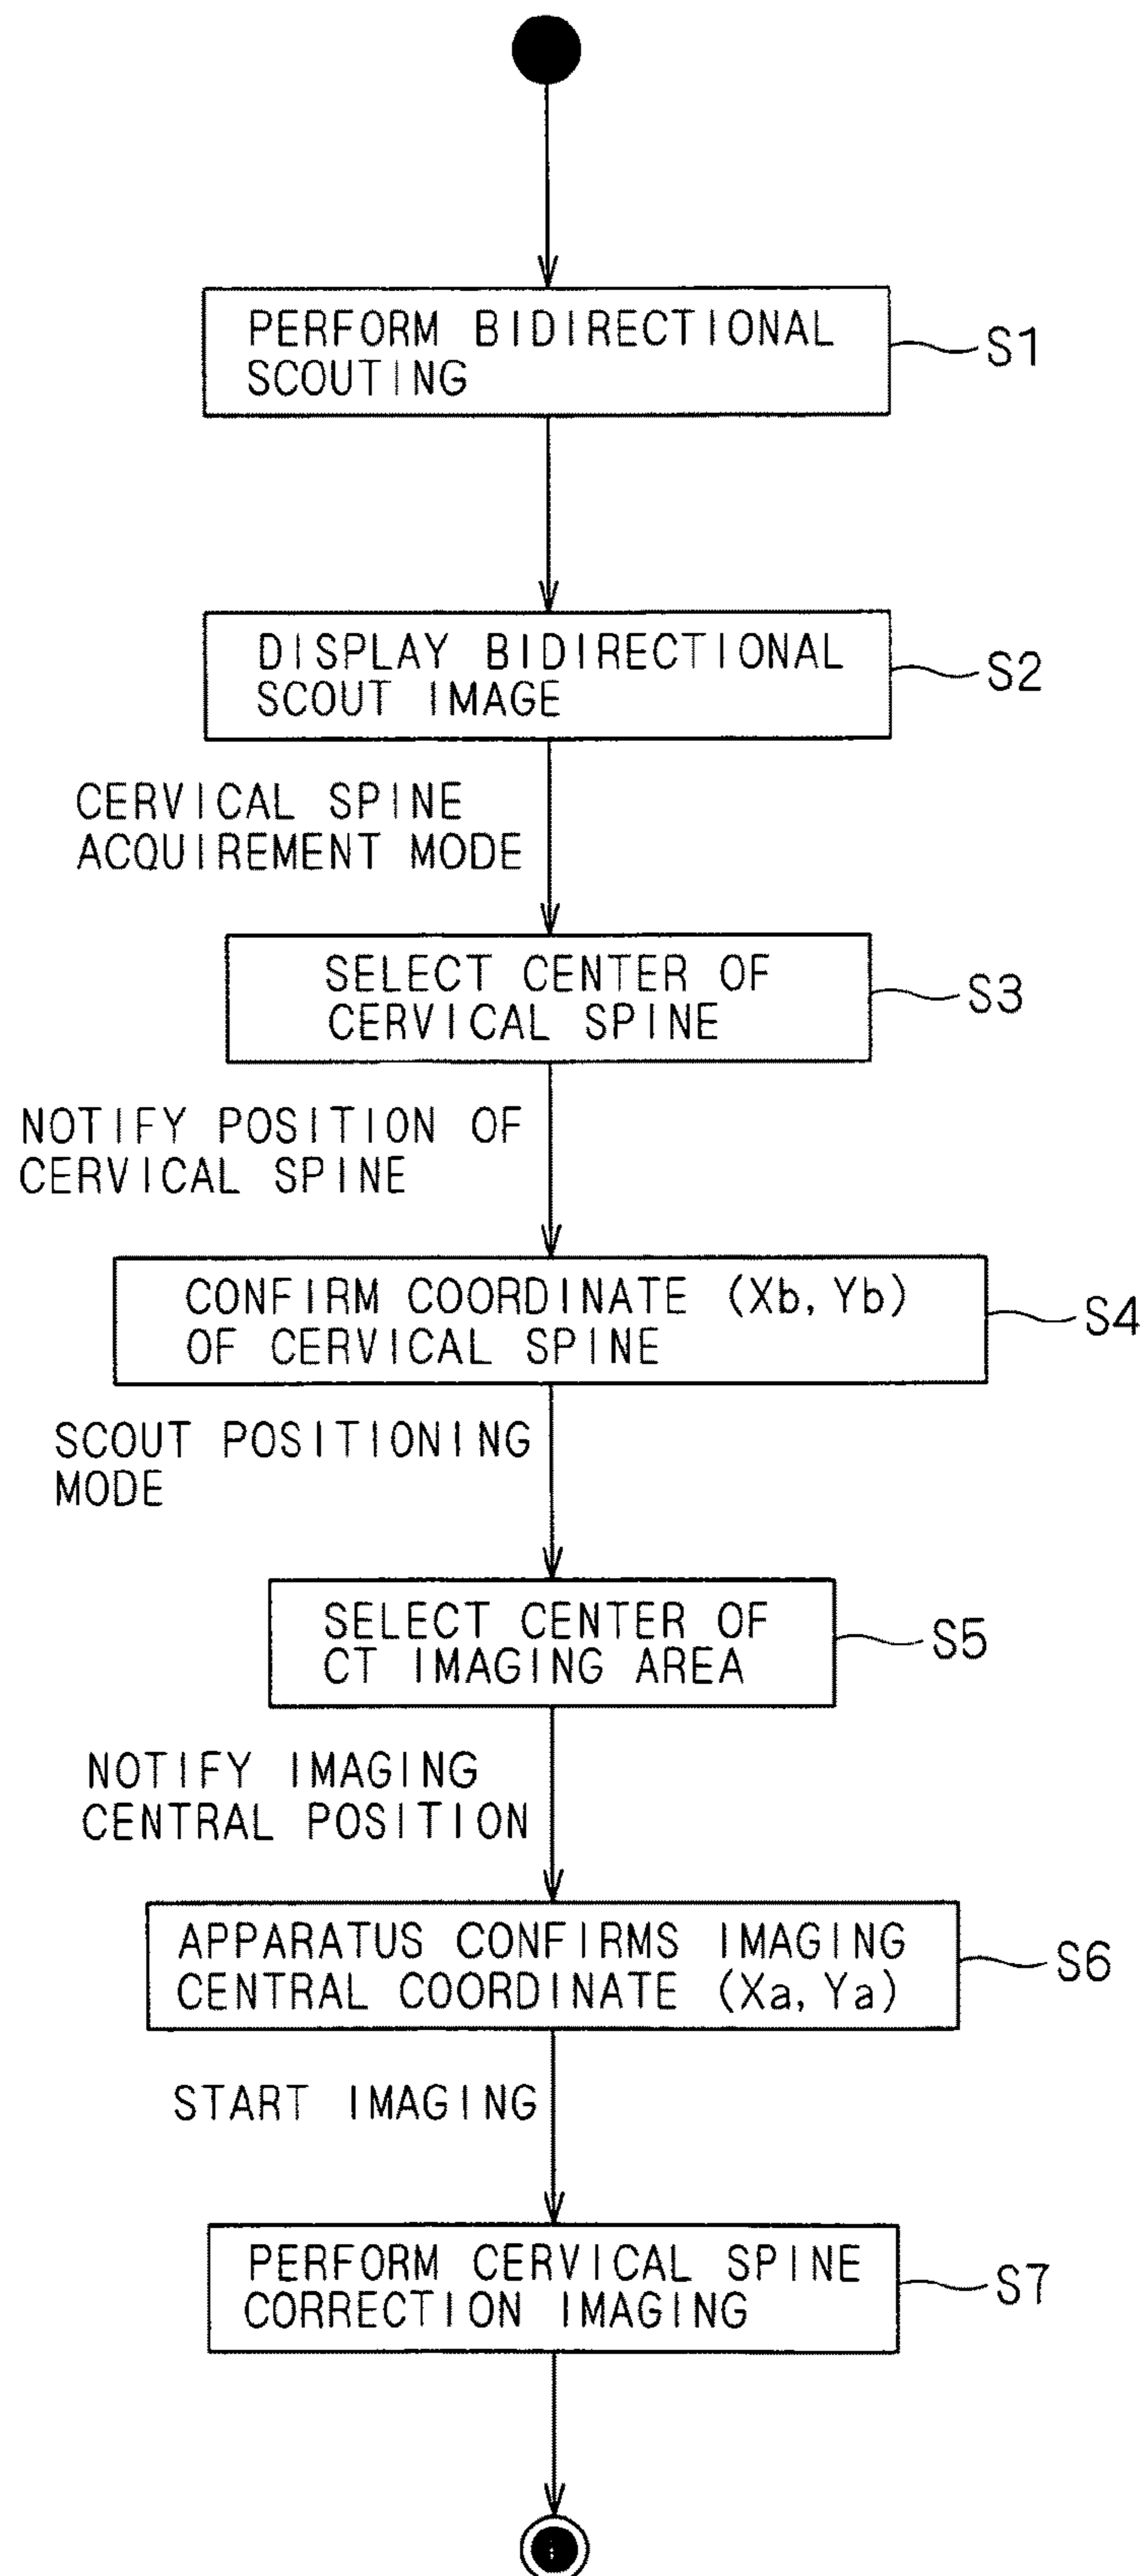 PERFORM BIDIRECTIONAL
SCOUTING
S1
DISPLAY BIDIRECTIONAL
SCOUT IMAGE
S2
CERVICAL SPINE
ACQUIREMENT MODE
SELECT CENTER OF
CERVICAL SPINE
S3
NOTIFY POSITION OF
CERVICAL SPINE
CONFIRM COORDINATE (Xb, Yb)
OF CERVICAL SPINE
S4
SCOUT POSITIONING
MODE
SELECT CENTER OF
CT IMAGING AREA
S5
NOTIFY IMAGING
CENTRAL POSITION
APPARATUS CONFIRMS IMAGING
CENTRAL COORDINATE (Xa, Ya)
S6
START IMAGING
PERFORM CERVICAL SPINE
CORRECTION IMAGING
S7